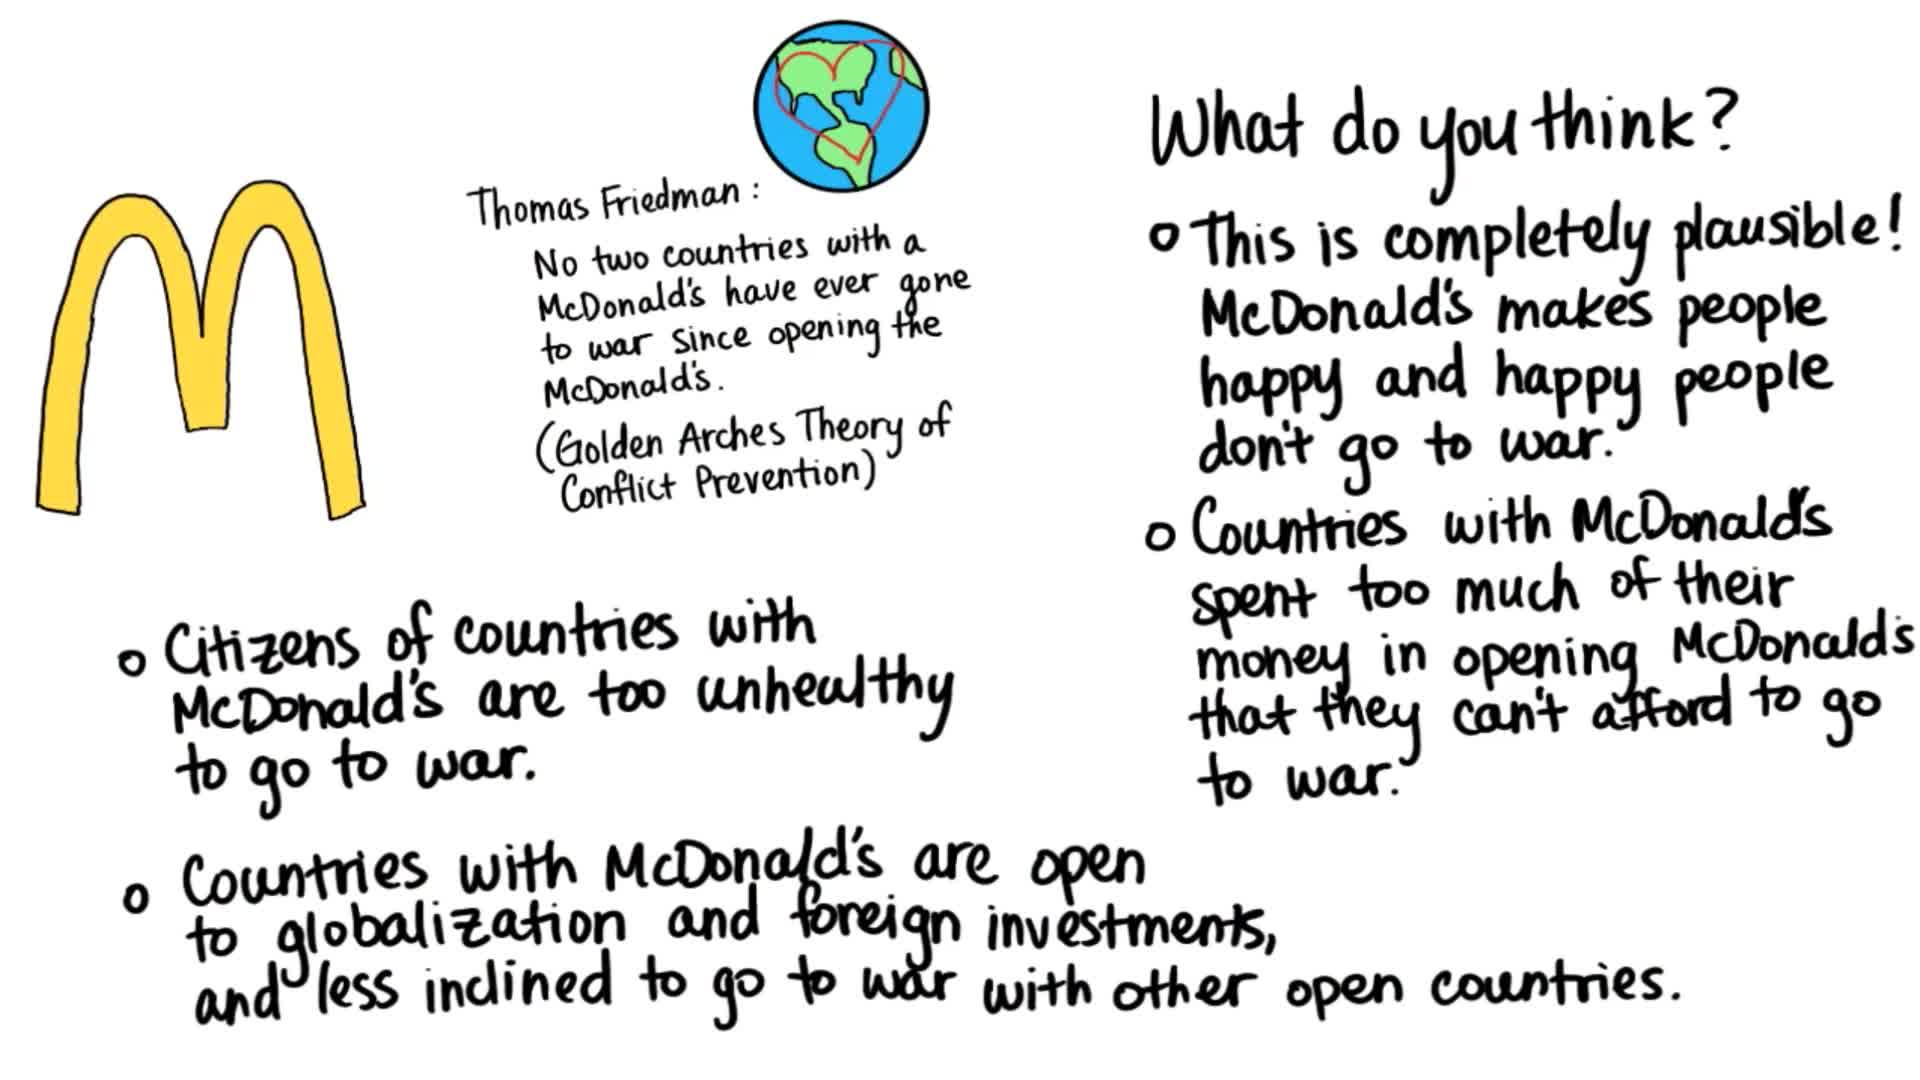 Thomas Friedman:
No two countries with a
McDonald's have ever gone
to war since opening the
McDonald's.
(Golden Arches Theory of
Conflict Prevention)
What do you think?
This is completely plausible!
McDonald's makes people
happy and happy people
don't go to war.
Countries with McDonald's
spent too much of their
money in opening McDonald's
that they can't afford to go
to war.
Citizens of countries with
McDonald's are too unhealthy
to go to war.
Countries with McDonald's are open
to globalization and foreign investments,
and less inclined to go to war with other open countries.